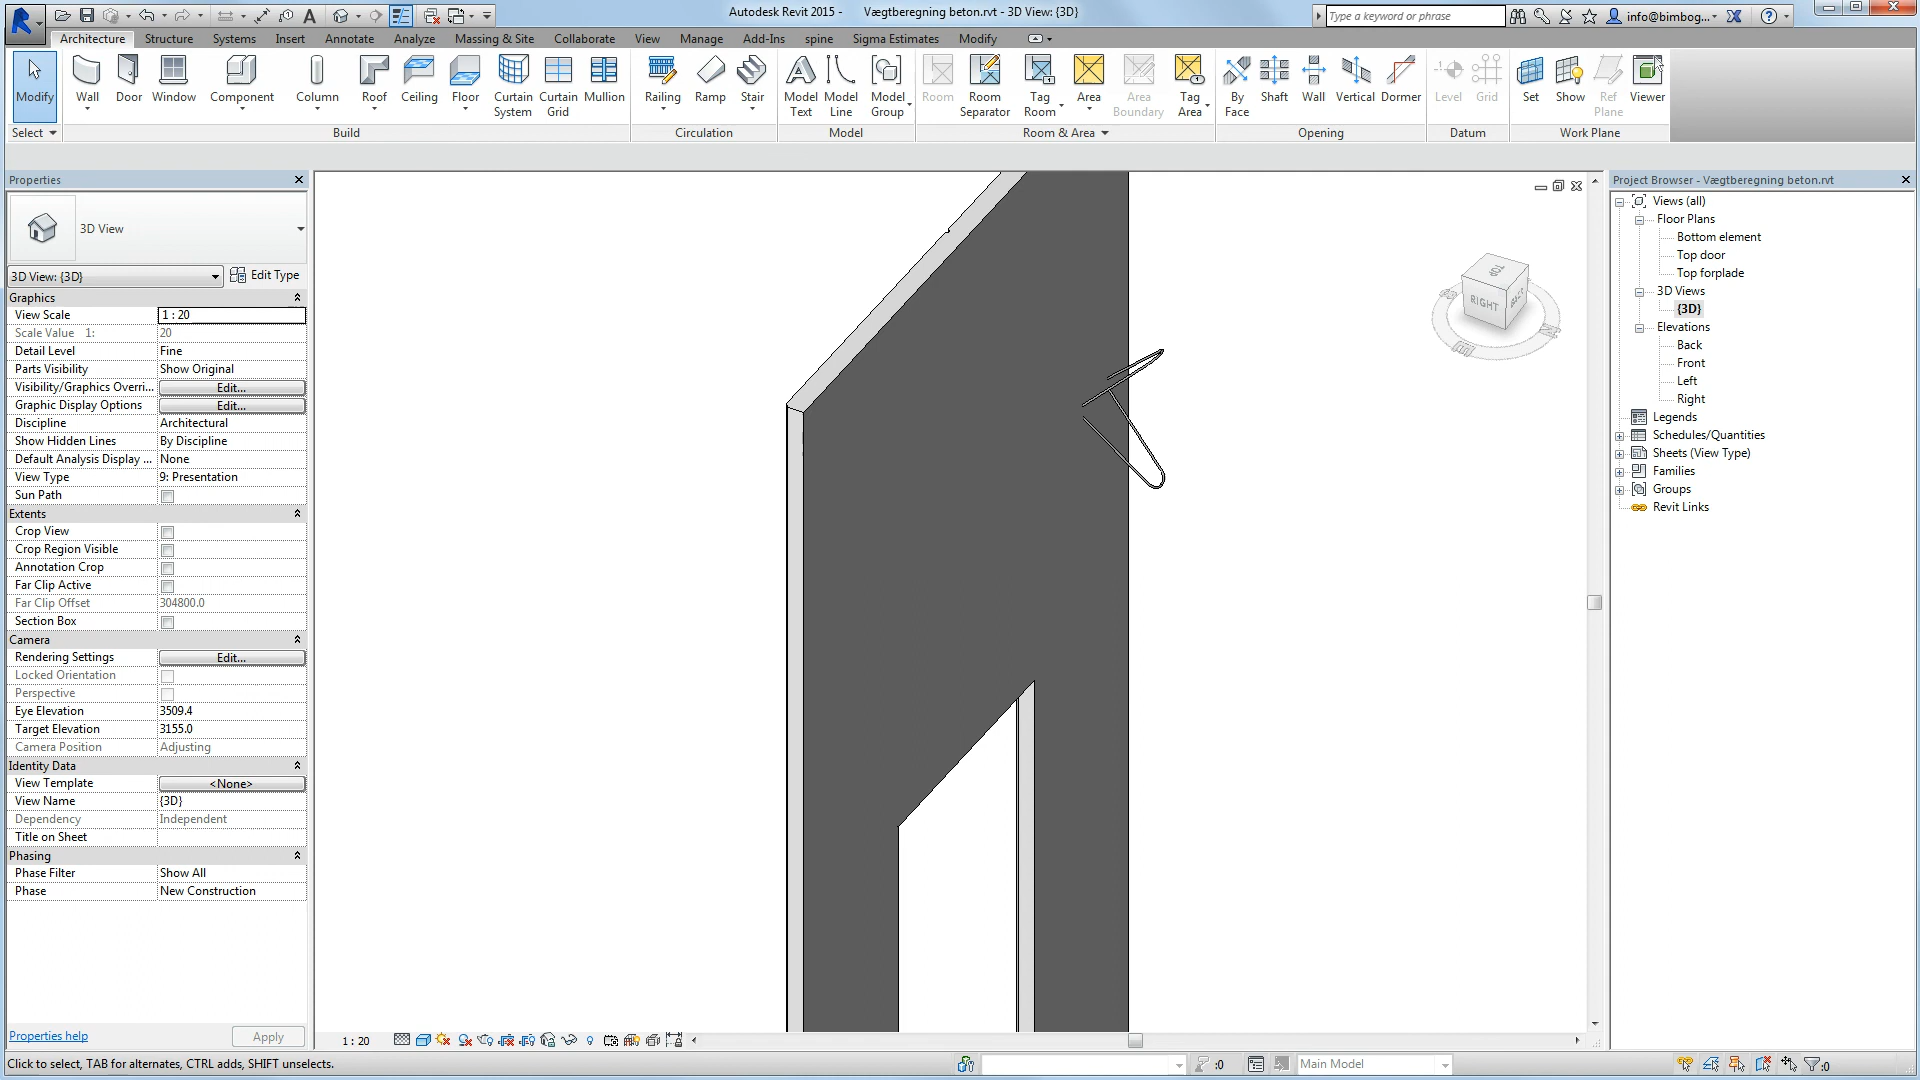 Autodesk Revit 2015 - Vægtberegning beton.rvt - 3D View: {3D}
Type a keyword or phrase
info@bimbog...
Architecture Structure Systems Insert Annotate Analyze Massing & Site Collaborate View Manage Add-Ins spine Sigma Estimates Modify
Modify Wall Door Window Component Column Roof Ceiling Floor Curtain System Curtain Grid Mullion Railing Ramp Stair Model Text Model Line Model Group Room Room Separator Tag Room Area Area Boundary Tag Area By Face Shaft Wall Vertical Dormer Level Grid Set Show Ref Plane Viewer
Select Build Circulation Model Room & Area Opening Datum Work Plane
Properties
3D View
3D View: {3D} Edit Type
Graphics
View Scale 1 : 20
Scale Value 1: 20
Detail Level Fine
Parts Visibility Show Original
Visibility/Graphics Overri... Edit...
Graphic Display Options Edit...
Discipline Architectural
Show Hidden Lines By Discipline
Default Analysis Display ... None
View Type 9: Presentation
Sun Path
Extents
Crop View
Crop Region Visible
Annotation Crop
Far Clip Active
Far Clip Offset 304800.0
Section Box
Camera
Rendering Settings Edit...
Locked Orientation
Perspective
Eye Elevation 3509.4
Target Elevation 3155.0
Camera Position Adjusting
Identity Data
View Template <None>
View Name {3D}
Dependency Independent
Title on Sheet
Phasing
Phase Filter Show All
Phase New Construction
Properties help Apply
TOP
RIGHT
BACK
Project Browser - Vægtberegning beton.rvt
Views (all)
Floor Plans
Bottom element
Top door
Top forplade
3D Views
{3D}
Elevations
Back
Front
Left
Right
Legends
Schedules/Quantities
Sheets (View Type)
Families
Groups
Revit Links
1 : 20
Click to select, TAB for alternates, CTRL adds, SHIFT unselects.
:0
Main Model
:0